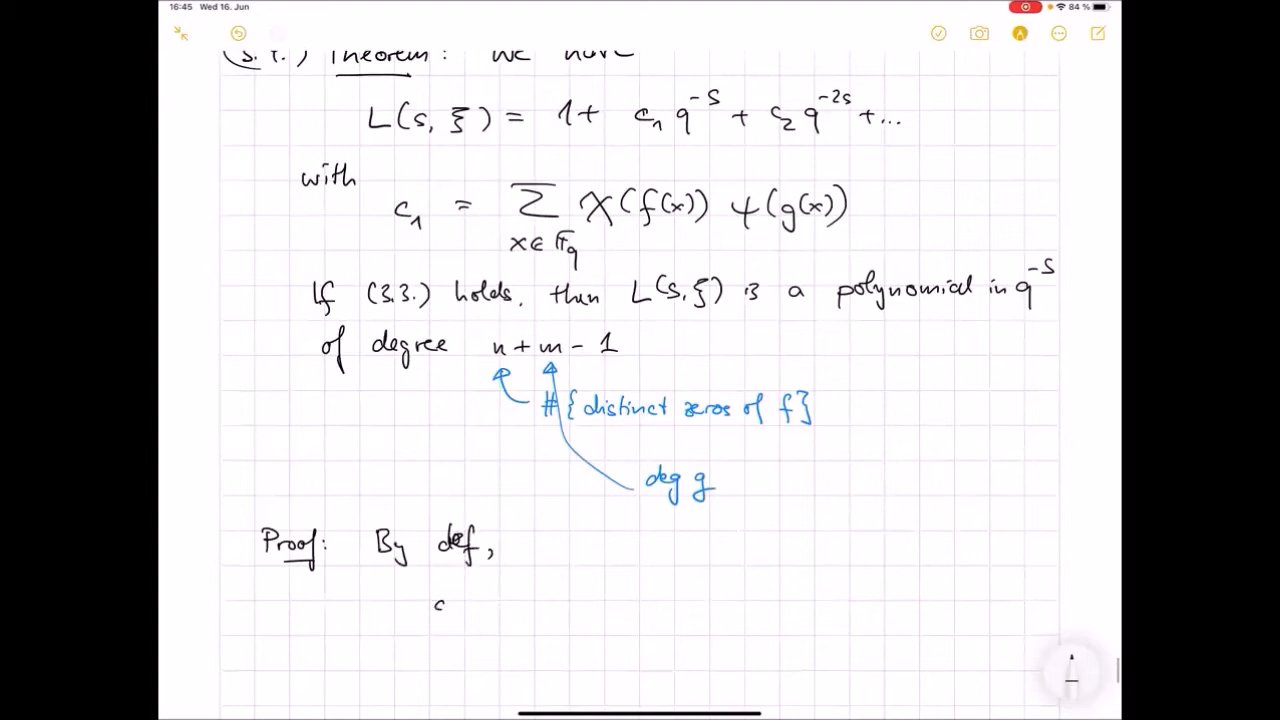 16:45 Wed 16. Jun 84 %
Theorem: We have
L(s, ξ) = 1 + c₁ q^{-s} + c₂ q^{-2s} + ...
with
c₁ = Σ_{x ∈ 𝔽_q} χ(f(x)) ψ(g(x))
If (3.3.) holds, then L(s, ξ) is a polynomial in q^{-s}
of degree n + m - 1
#{distinct zeros of f}
deg g
Proof: By def,
c